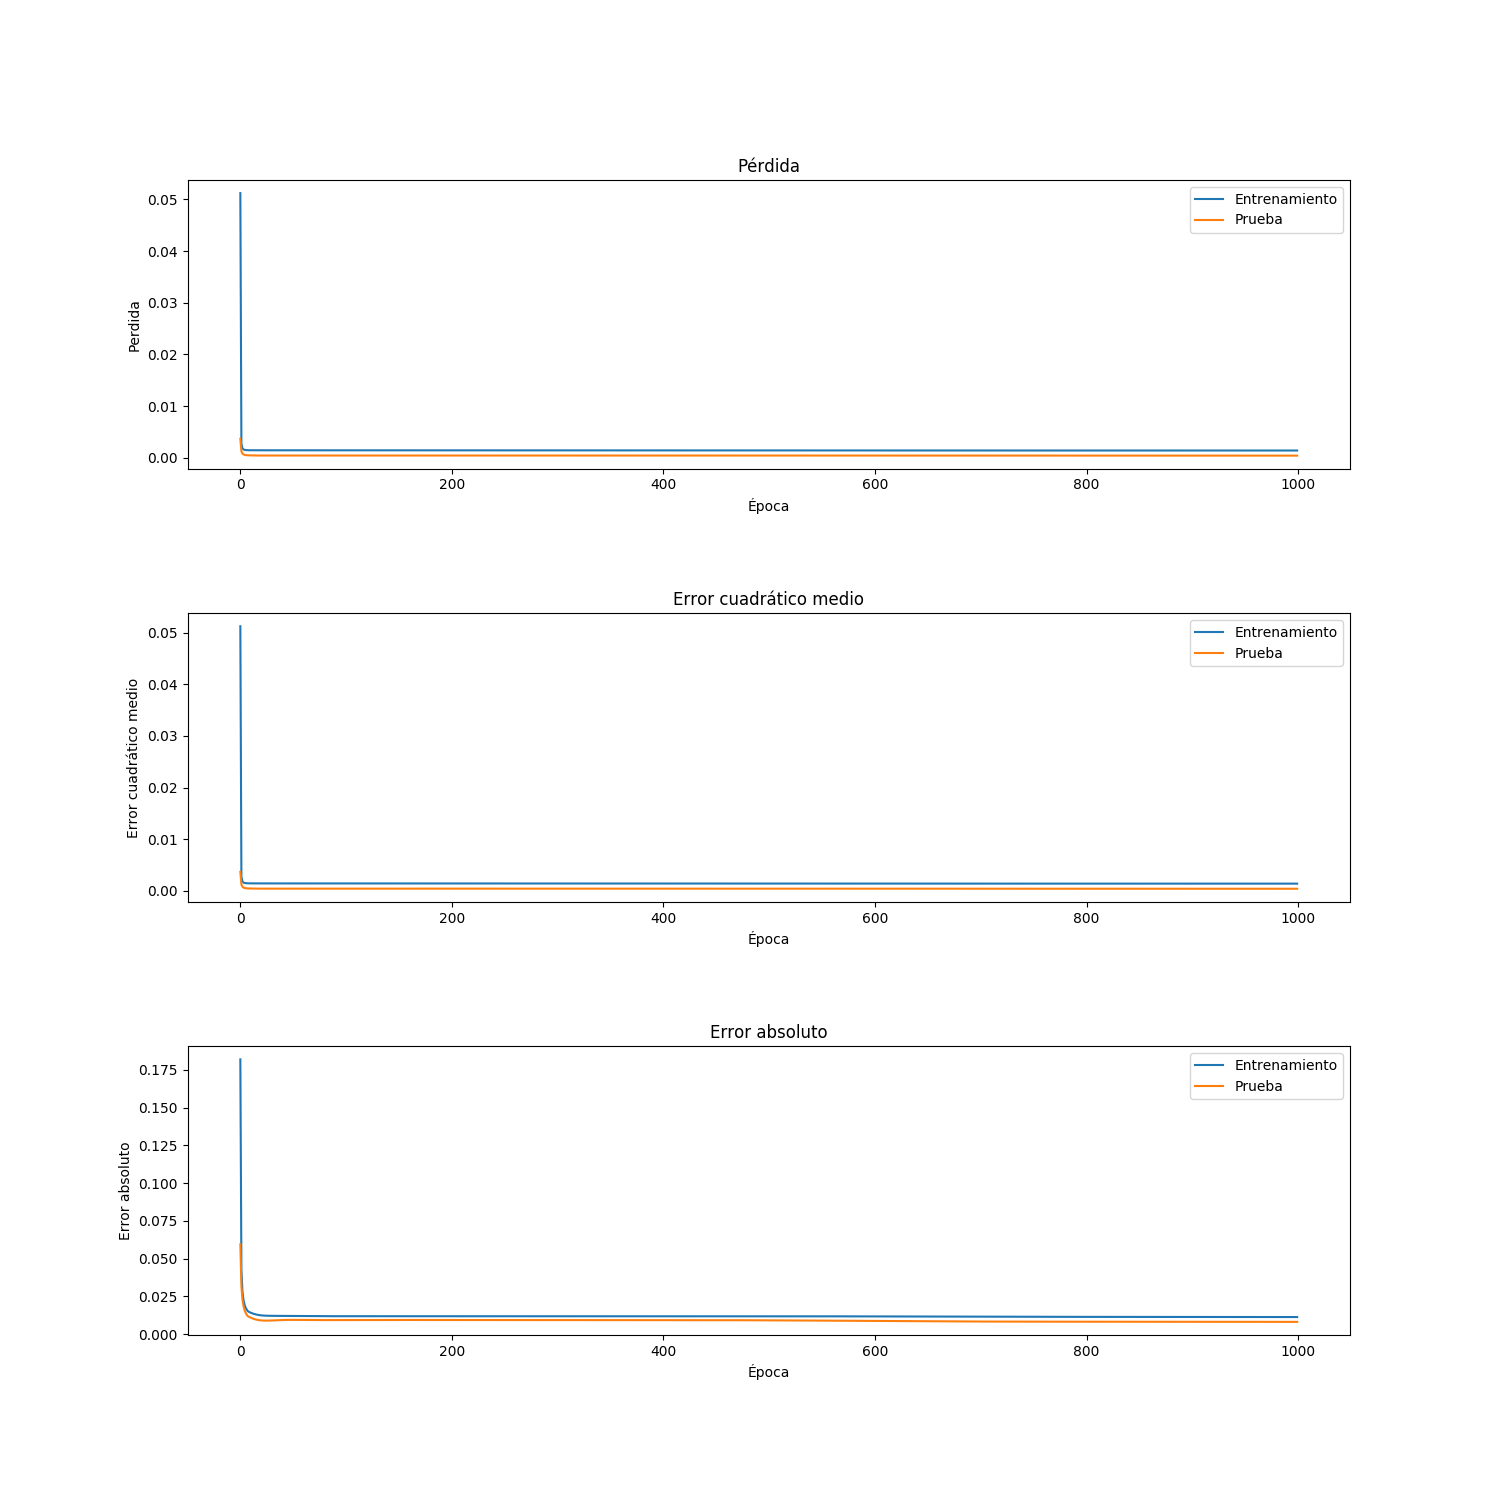 Pérdida
0.05
0.04
0.03
0.02
0.01
0.00
Perdida
Entrenamiento
Prueba
0 200 400 600 800 1000
Época
Error cuadrático medio
0.05
0.04
0.03
0.02
0.01
0.00
Error cuadrático medio
Entrenamiento
Prueba
0 200 400 600 800 1000
Época
Error absoluto
0.175
0.150
0.125
0.100
0.075
0.050
0.025
0.000
Error absoluto
Entrenamiento
Prueba
0 200 400 600 800 1000
Época